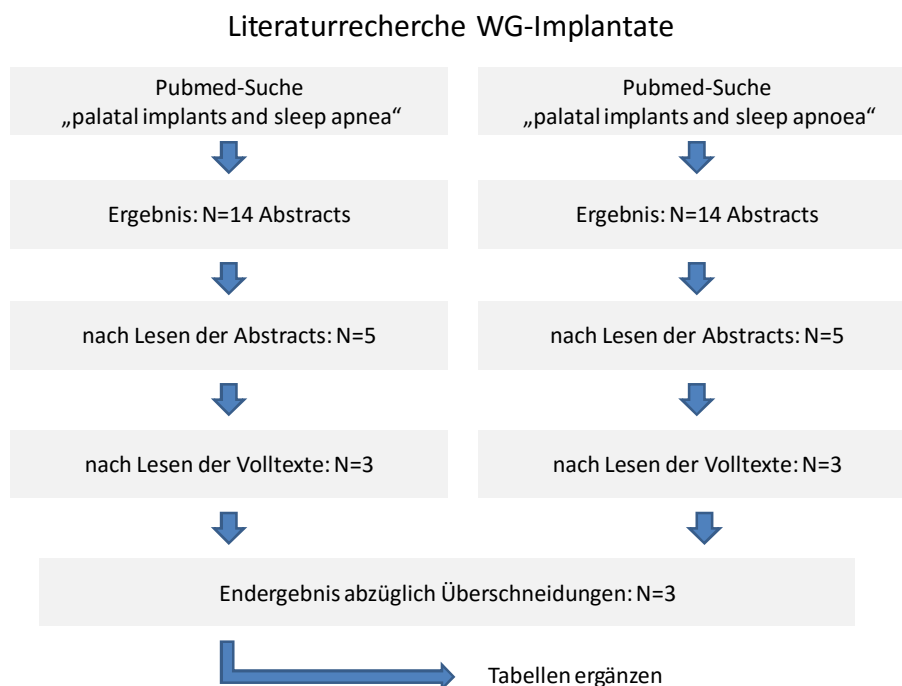 Literaturrecherche WG-Implantate
Pubmed-Suche
„palatal implants and sleep apnea“
Ergebnis: N=14 Abstracts
nach Lesen der Abstracts: N=5
nach Lesen der Volltexte: N=3
Pubmed-Suche
„palatal implants and sleep apnoea“
Ergebnis: N=14 Abstracts
nach Lesen der Abstracts: N=5
nach Lesen der Volltexte: N=3
Endergebnis abzüglich Überschneidungen: N=3
Tabellen ergänzen